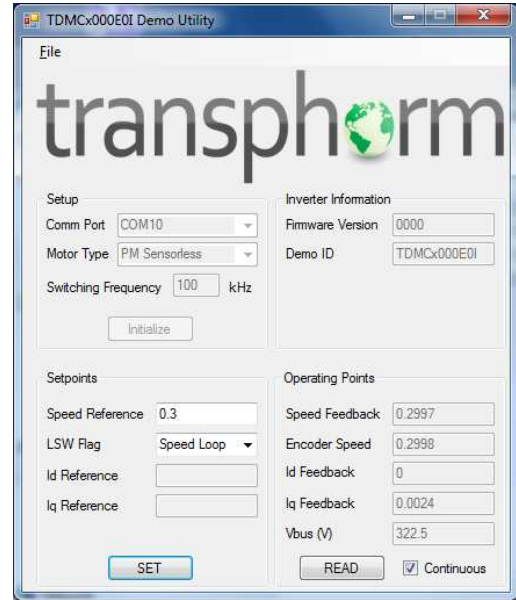 TDMCx000E0I Demo Utility
File
transphorm
Setup
Comm Port COM10
Motor Type PM Sensorless
Switching Frequency 100 kHz
Initialize
Inverter Information
Firmware Version 0000
Demo ID TDMCx000E0I
Setpoints
Speed Reference 0.3
LSW Flag Speed Loop
Id Reference
Iq Reference
SET
Operating Points
Speed Feedback 0.2997
Encoder Speed 0.2998
Id Feedback 0
Iq Feedback 0.0024
Vbus (V) 322.5
READ Continuous